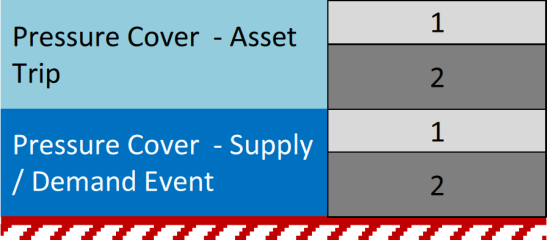 Pressure Cover  - Asset
Trip
1
2
Pressure Cover  - Supply
/ Demand Event
1
2